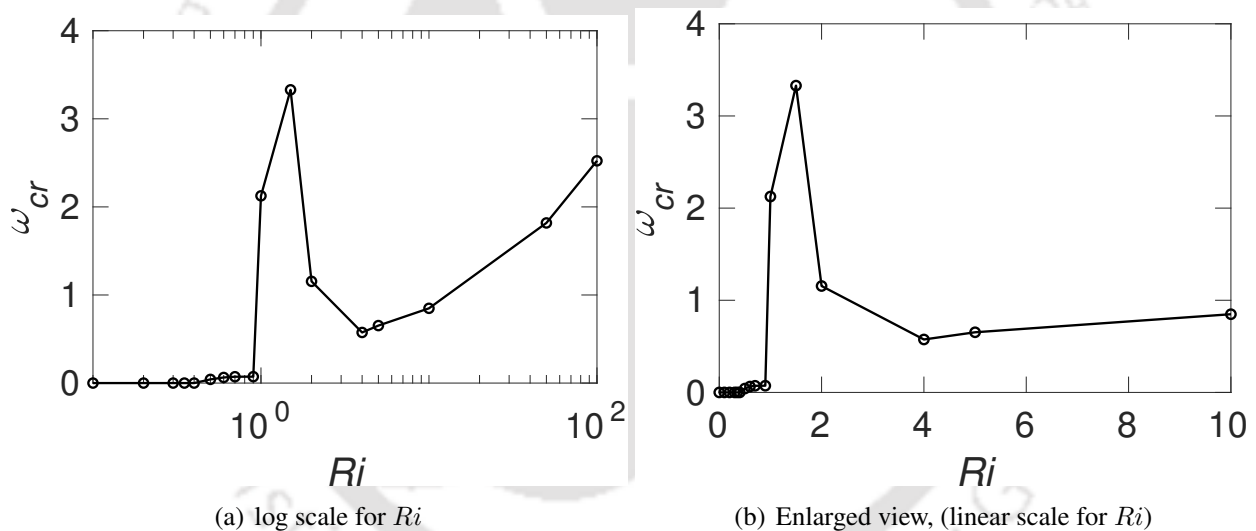 4
3
2
1
0
ω_cr
10^0
10^2
Ri
(a) log scale for Ri
4
3
2
1
0
ω_cr
0 2 4 6 8 10
Ri
(b) Enlarged view, (linear scale for Ri)